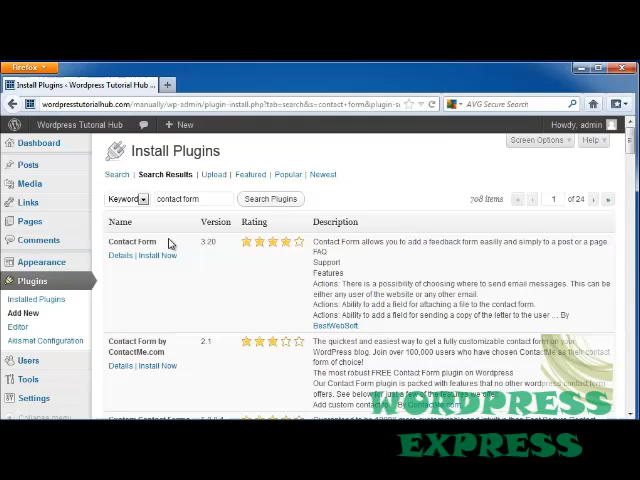 Firefox
Install Plugins ‹ Wordpress Tutorial Hub ...
wordpresstutorialhub.com/manually/wp-admin/plugin-install.php?tab=search&s=contact+form&plugin-s
AVG Secure Search
Wordpress Tutorial Hub + New Howdy, admin
Screen Options Help
Dashboard
Posts
Media
Links
Pages
Comments
Appearance
Plugins
Installed Plugins
Add New
Editor
Akismet Configuration
Users
Tools
Settings
Collapse menu
Install Plugins
Search | Search Results | Upload | Featured | Popular | Newest
Keyword contact form Search Plugins 708 items « ‹ 1 of 24 › »
Name Version Rating Description
Contact Form 3.20 Contact Form allows you to add a feedback form easilly and simply to a post or a page.
Details | Install Now FAQ
Support
Features
Actions: There is a possibility of choosing where to send email messages. This can be
either any user of the website or any other email.
Actions: Ability to add a field for attaching a file to the contact form.
Actions: Ability to add a field for sending a copy of the letter to the user ... By
BestWebSoft.
Contact Form by 2.1 The quickest and easiest way to get a fully customizable contact form on your
ContactMe.com WordPress blog. Join over 100,000 users who have chosen ContactMe as their contact
form of choice!
Details | Install Now The most robust FREE Contact Form plugin on Wordpress
Our Contact Form plugin is packed with features that no other wordpress contact form
offers. See below for just a few of the features we offer.
Add custom contact By ContactMe.com
WORDPRESS
EXPRESS